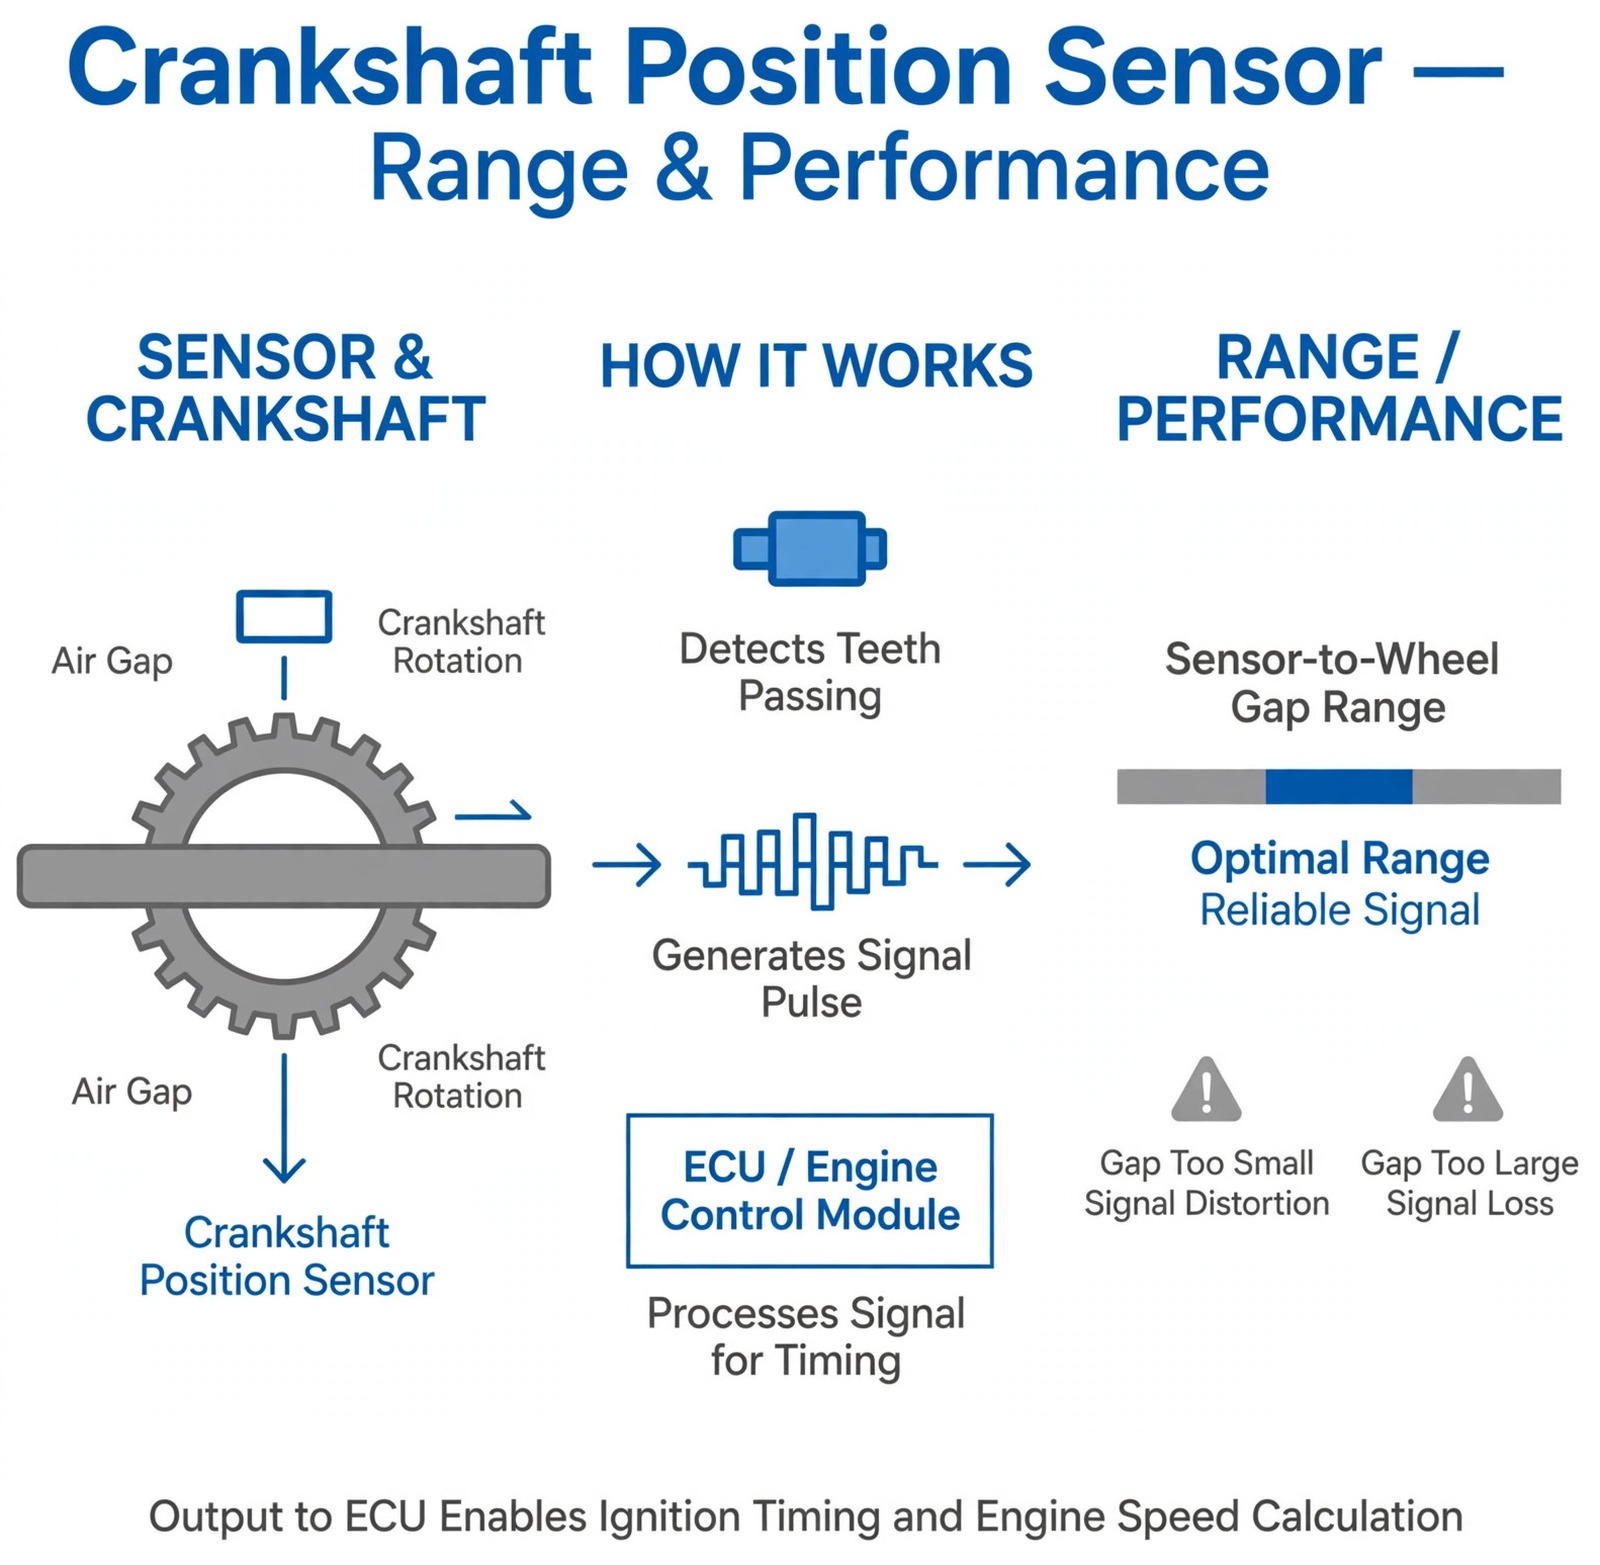 Crankshaft Position Sensor —
Range & Performance
SENSOR &
CRANKSHAFT
Air Gap
Crankshaft
Rotation
Air Gap
Crankshaft
Rotation
Crankshaft
Position Sensor
HOW IT WORKS
Detects Teeth
Passing
Generates Signal
Pulse
ECU / Engine
Control Module
Processes Signal
for Timing
RANGE /
PERFORMANCE
Sensor-to-Wheel
Gap Range
Optimal Range
Reliable Signal
Gap Too Small
Signal Distortion
Gap Too Large
Signal Loss
Output to ECU Enables Ignition Timing and Engine Speed Calculation